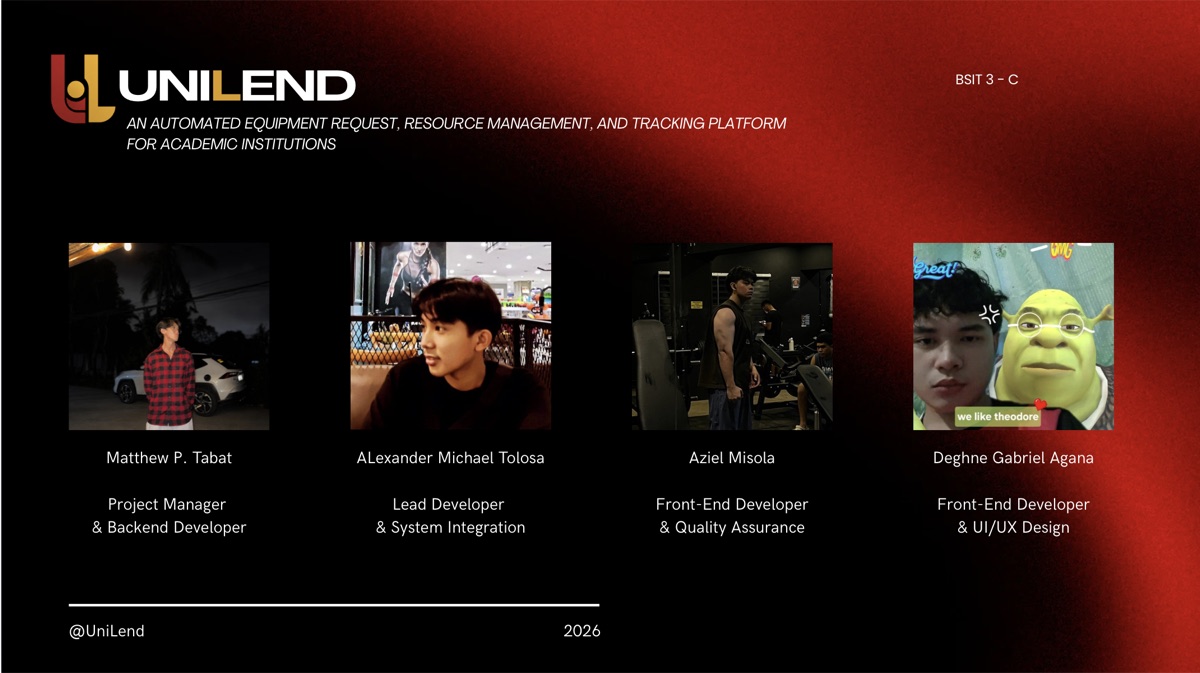 UNILEND
BSIT 3 - C
AN AUTOMATED EQUIPMENT REQUEST, RESOURCE MANAGEMENT, AND TRACKING PLATFORM
FOR ACADEMIC INSTITUTIONS
Great!
OMG
we like theodore
Matthew P. Tabat
ALexander Michael Tolosa
Aziel Misola
Deghne Gabriel Agana
Project Manager
& Backend Developer
Lead Developer
& System Integration
Front-End Developer
& Quality Assurance
Front-End Developer
& UI/UX Design
@UniLend
2026